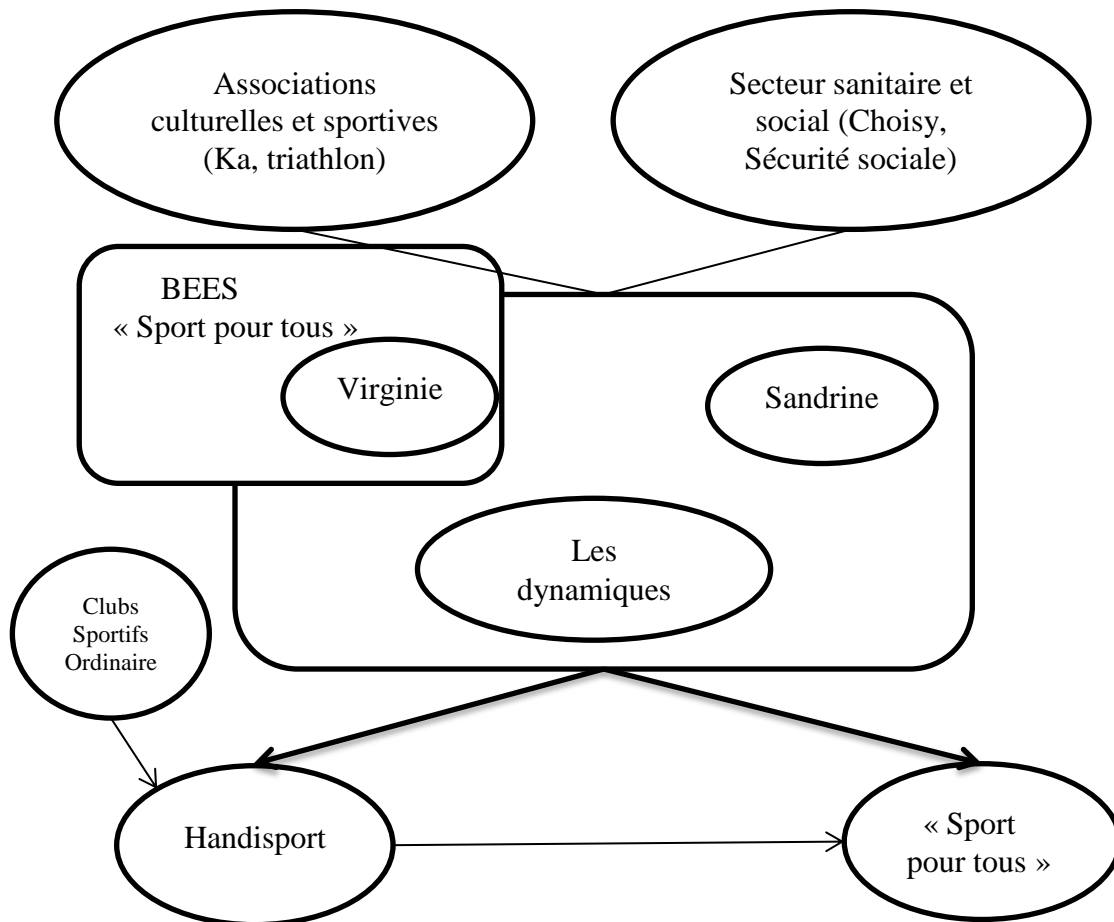 Associations
culturelles et sportives
(Ka, triathlon)
Secteur sanitaire et
social (Choisy,
Sécurité sociale)
BEES
« Sport pour tous »
Virginie
Sandrine
Les
dynamiques
Clubs
Sportifs
Ordinaire
Handisport
« Sport
pour tous »